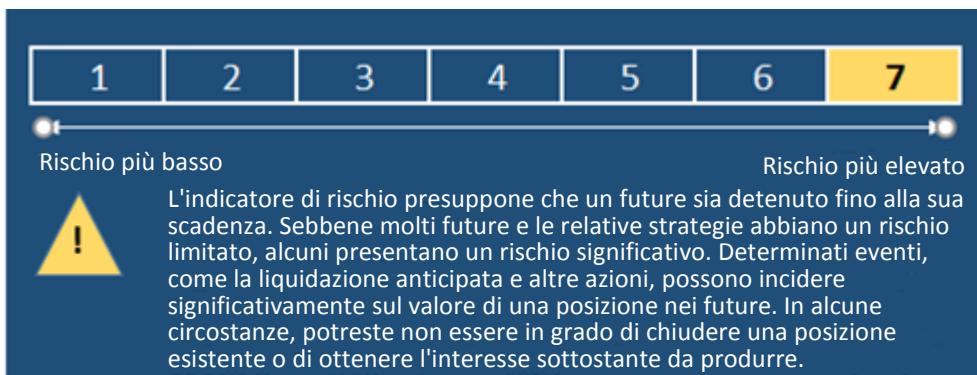 1 2 3 4 5 6 7
Rischio più basso Rischio più elevato
L'indicatore di rischio presuppone che un future sia detenuto fino alla sua
scadenza. Sebbene molti future e le relative strategie abbiano un rischio
limitato, alcuni presentano un rischio significativo. Determinati eventi,
come la liquidazione anticipata e altre azioni, possono incidere
significativamente sul valore di una posizione nei future. In alcune
circostanze, potreste non essere in grado di chiudere una posizione
esistente o di ottenere l'interesse sottostante da produrre.
!